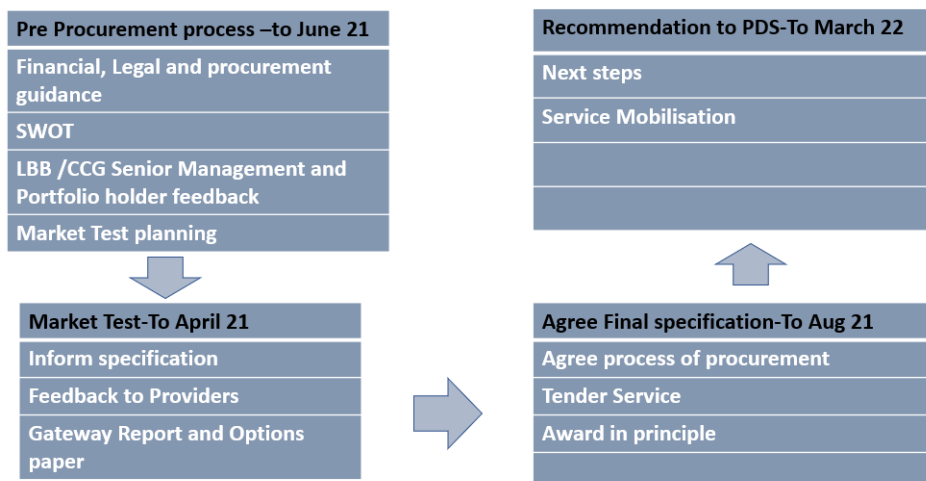 Pre Procurement process –to June 21
Financial, Legal and procurement
guidance
SWOT
LBB /CCG Senior Management and
Portfolio holder feedback
Market Test planning
Market Test-To April 21
Inform specification
Feedback to Providers
Gateway Report and Options
paper
Agree Final specification-To Aug 21
Agree process of procurement
Tender Service
Award in principle
Recommendation to PDS-To March 22
Next steps
Service Mobilisation